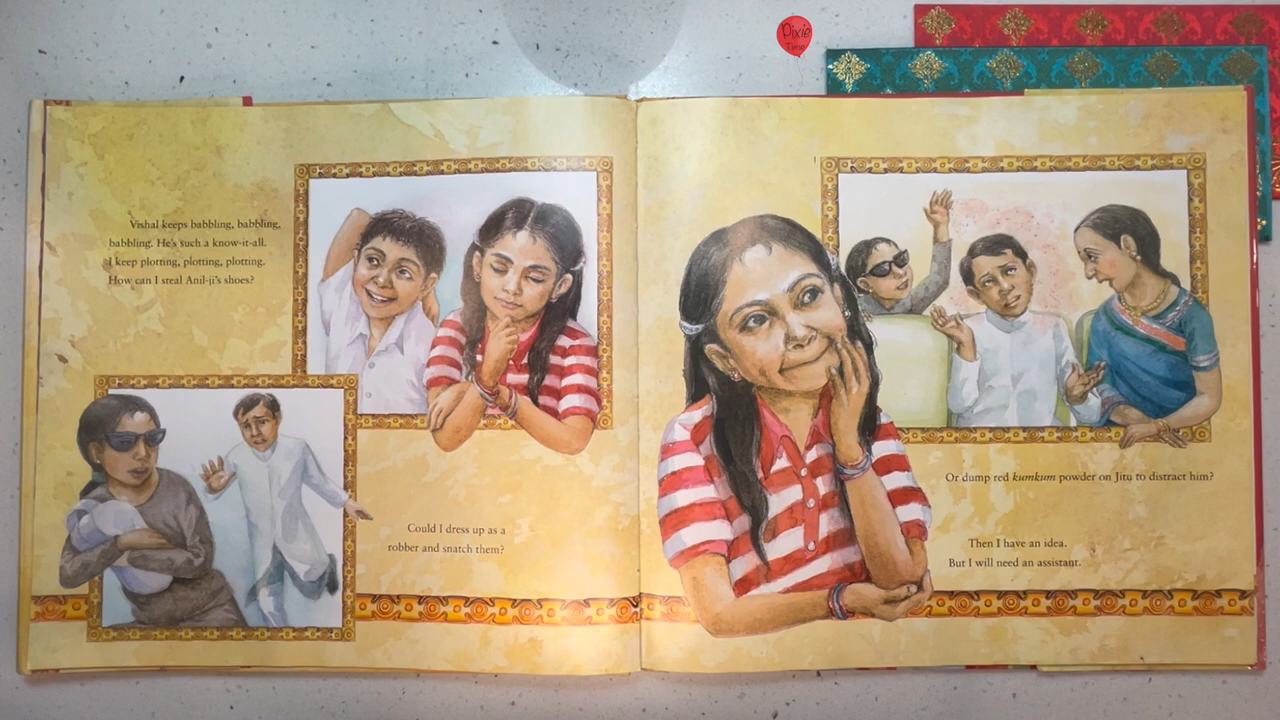 Pixie
Time
Vishal keeps babbling, babbling,
babbling. He's such a know-it-all.
I keep plotting, plotting, plotting.
How can I steal Anil-ji's shoes?
Could I dress up as a
robber and snatch them?
Or dump red kumkum powder on Jitu to distract him?
Then I have an idea.
But I will need an assistant.